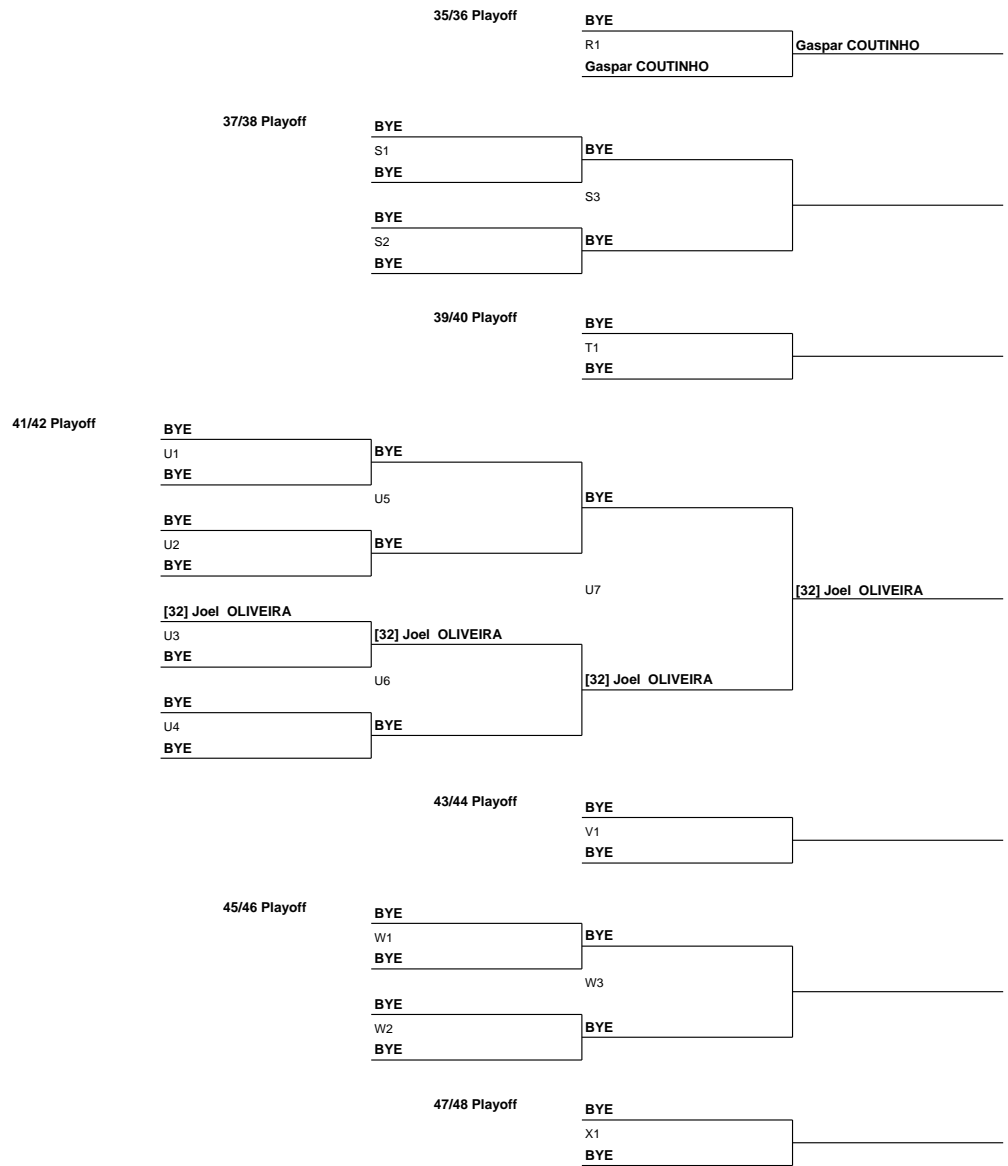 35/36 Playoff
BYE
R1
Gaspar COUTINHO
Gaspar COUTINHO
37/38 Playoff
BYE
S1
BYE
BYE
S3
BYE
S2
BYE
BYE
39/40 Playoff
BYE
T1
BYE
41/42 Playoff
BYE
U1
BYE
BYE
U5
BYE
BYE
U2
BYE
BYE
U7
[32] Joel OLIVEIRA
[32] Joel OLIVEIRA
U3
[32] Joel OLIVEIRA
BYE
U6
[32] Joel OLIVEIRA
BYE
U4
BYE
BYE
43/44 Playoff
BYE
V1
BYE
45/46 Playoff
BYE
W1
BYE
BYE
W3
BYE
W2
BYE
BYE
47/48 Playoff
BYE
X1
BYE